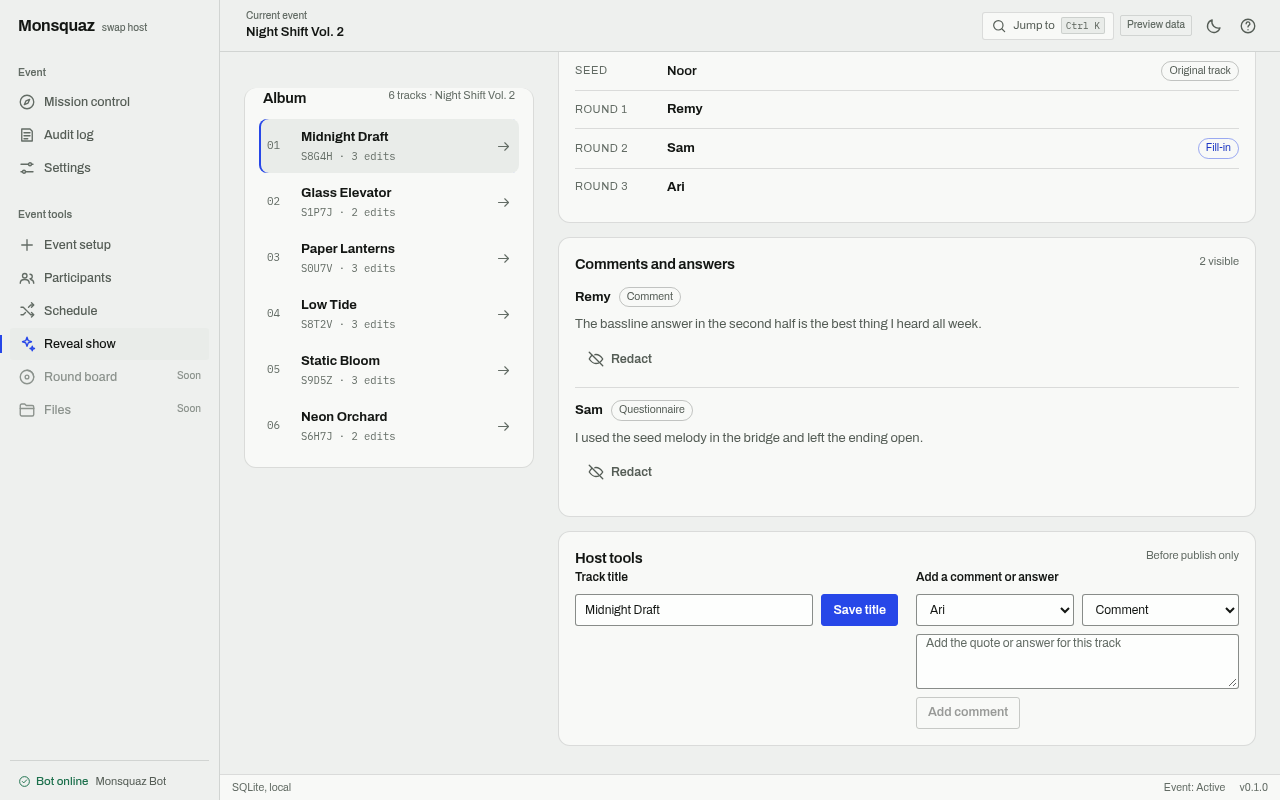 Monsquaz swap host
Event
Mission control
Audit log
Settings
Event tools
Event setup
Participants
Schedule
Reveal show
Round board Soon
Files Soon
Bot online Monsquaz Bot
Current event
Night Shift Vol. 2
Jump to Ctrl K
Preview data
Album 6 tracks · Night Shift Vol. 2
01 Midnight Draft
S8G4H · 3 edits
02 Glass Elevator
S1P7J · 2 edits
03 Paper Lanterns
S0U7V · 3 edits
04 Low Tide
S8T2V · 3 edits
05 Static Bloom
S9D5Z · 3 edits
06 Neon Orchard
S6H7J · 2 edits
SEED Noor Original track
ROUND 1 Remy
ROUND 2 Sam Fill-in
ROUND 3 Ari
Comments and answers 2 visible
Remy Comment
The bassline answer in the second half is the best thing I heard all week.
Redact
Sam Questionnaire
I used the seed melody in the bridge and left the ending open.
Redact
Host tools Before publish only
Track title
Midnight Draft Save title
Add a comment or answer
Ari Comment
Add the quote or answer for this track
Add comment
SQLite, local
Event: Active v0.1.0